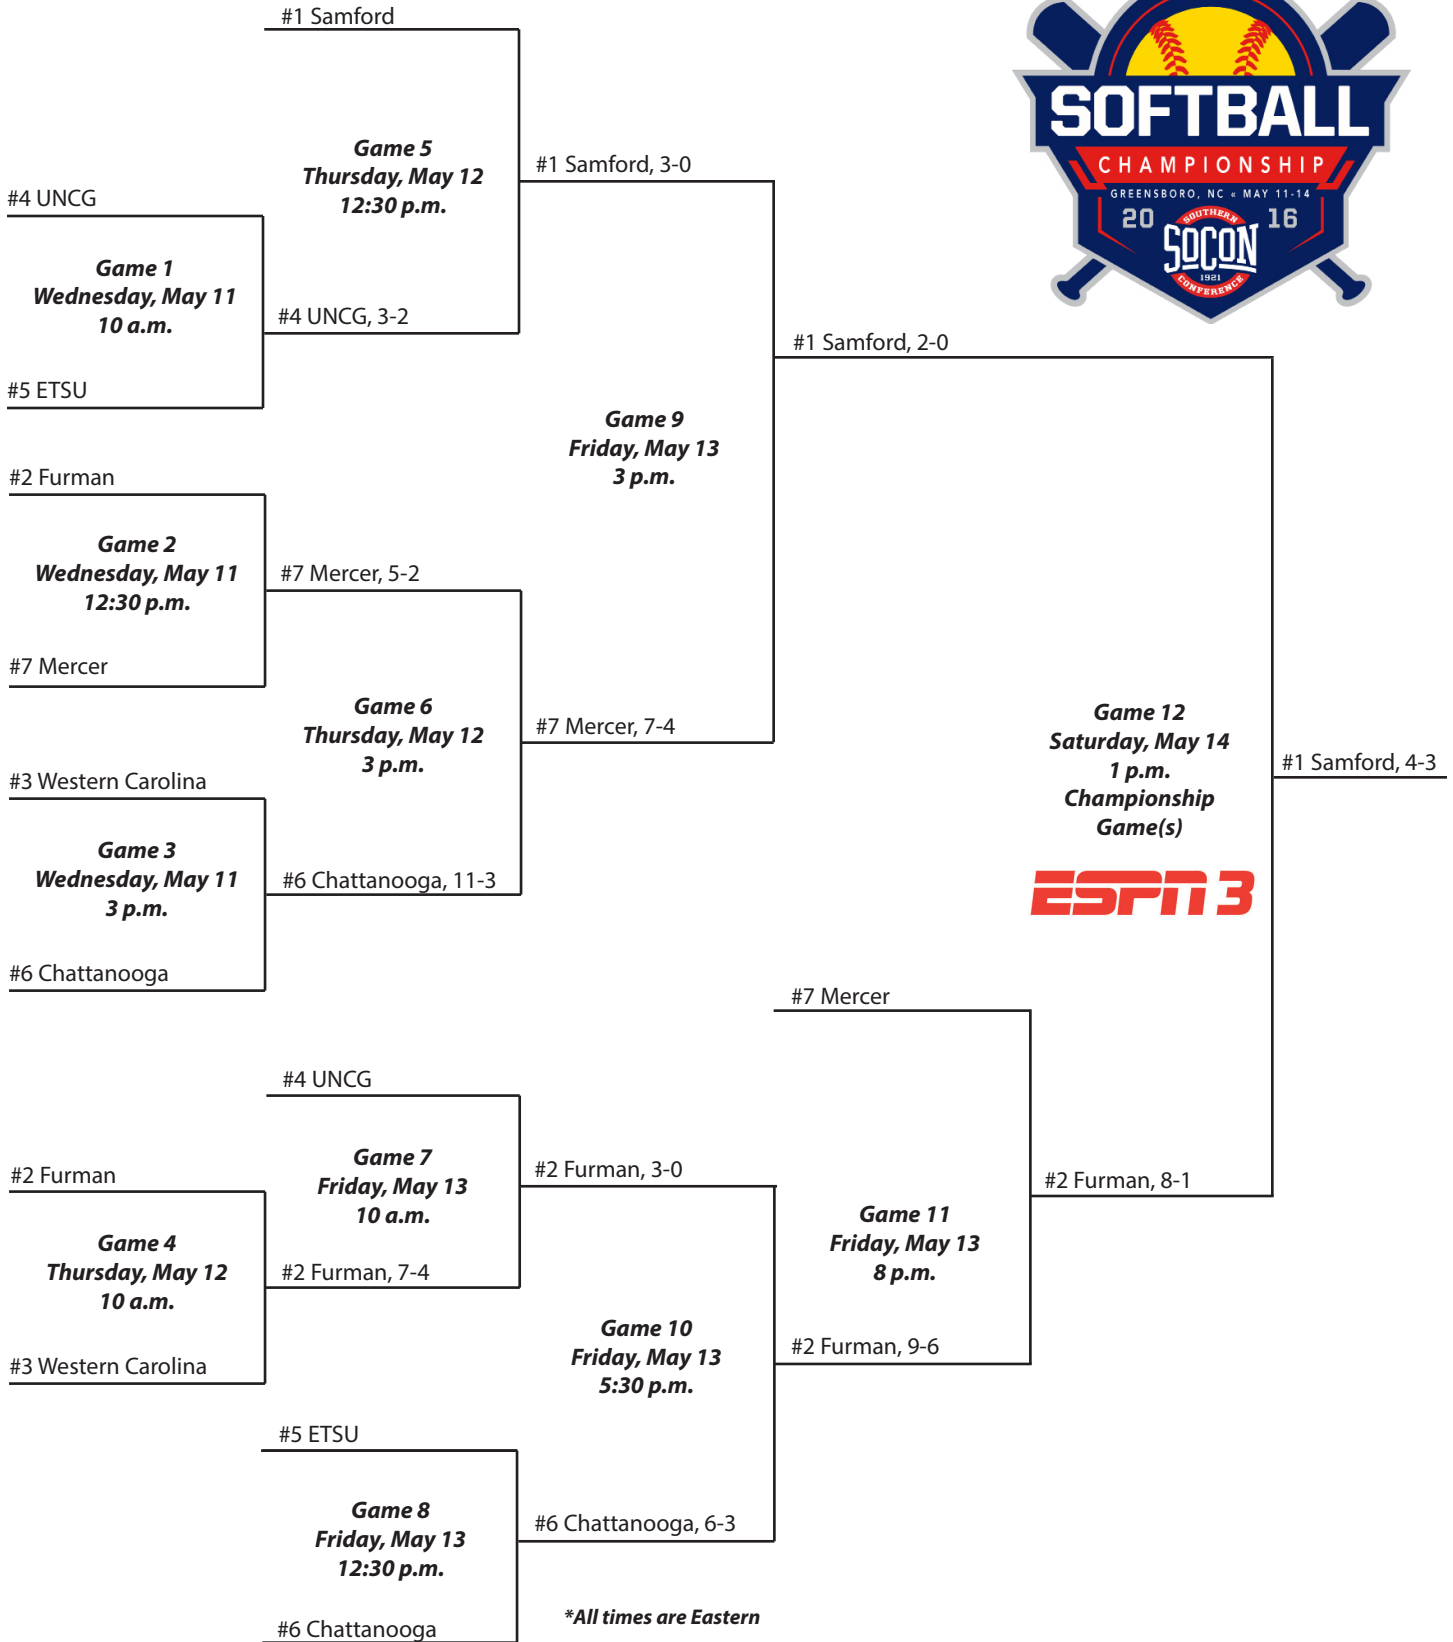 #1 Samford
SOFTBALL
CHAMPIONSHIP
GREENSBORO, NC « MAY 11-14
20 16
SOUTHERN
SOCON
1921
CONFERENCE
Game 5
Thursday, May 12
12:30 p.m.
#1 Samford, 3-0
#4 UNCG
Game 1
Wednesday, May 11
10 a.m.
#4 UNCG, 3-2
#5 ETSU
#1 Samford, 2-0
Game 9
Friday, May 13
3 p.m.
#2 Furman
Game 2
Wednesday, May 11
12:30 p.m.
#7 Mercer, 5-2
#7 Mercer
Game 6
Thursday, May 12
3 p.m.
#7 Mercer, 7-4
#3 Western Carolina
Game 3
Wednesday, May 11
3 p.m.
#6 Chattanooga, 11-3
#6 Chattanooga
Game 12
Saturday, May 14
1 p.m.
Championship
Game(s)
ESPN 3
#1 Samford, 4-3
#7 Mercer
#4 UNCG
Game 7
Friday, May 13
10 a.m.
#2 Furman, 3-0
#2 Furman
Game 4
Thursday, May 12
10 a.m.
#2 Furman, 7-4
#3 Western Carolina
Game 11
Friday, May 13
8 p.m.
#2 Furman, 8-1
Game 10
Friday, May 13
5:30 p.m.
#2 Furman, 9-6
#5 ETSU
Game 8
Friday, May 13
12:30 p.m.
#6 Chattanooga, 6-3
#6 Chattanooga
*All times are Eastern